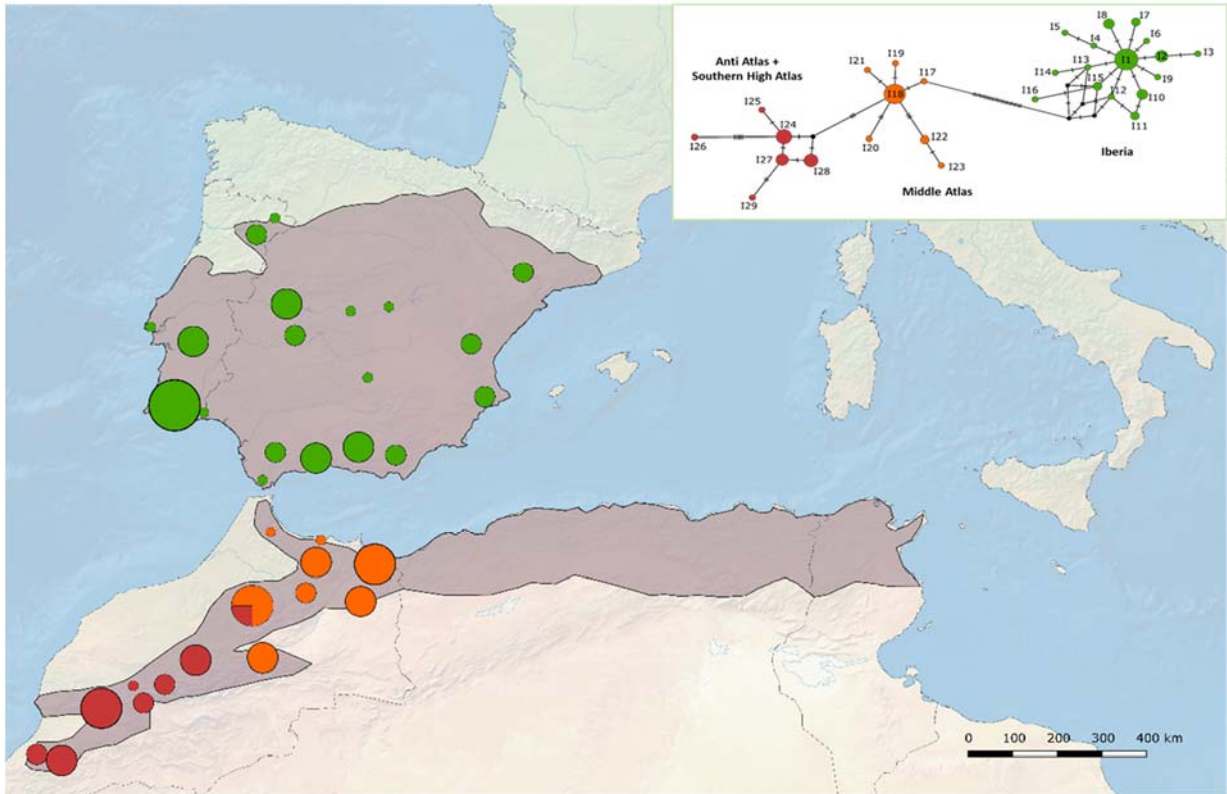 Anti Atlas +
Southern High Atlas
Middle Atlas
Iberia
I5
I8
I7
I4
I6
I3
I1
I2
I13
I14
I15
I9
I16
I12
I10
I11
I21
I19
I17
I18
I25
I24
I26
I20
I22
I27
I28
I23
I29
0 100 200 300 400 km